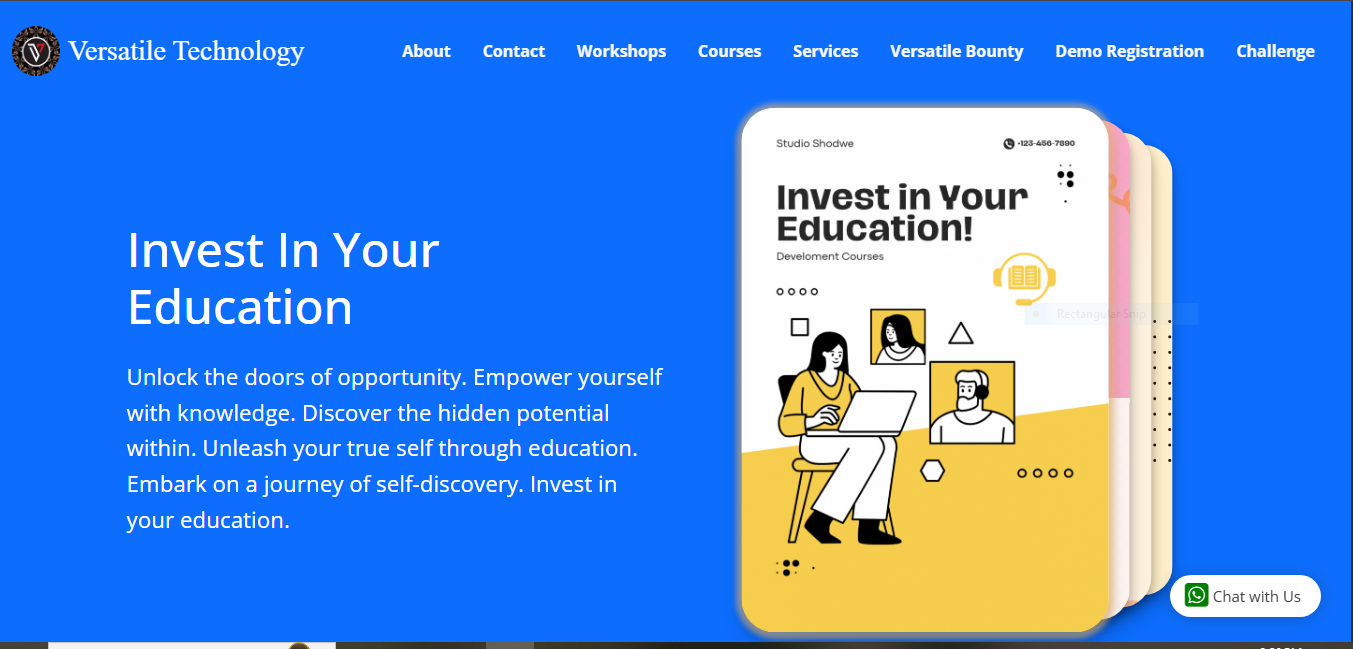 Versatile Technology
About
Contact
Workshops
Courses
Services
Versatile Bounty
Demo Registration
Challenge
Invest In Your
Education
Unlock the doors of opportunity. Empower yourself
with knowledge. Discover the hidden potential
within. Unleash your true self through education.
Embark on a journey of self-discovery. Invest in
your education.
Studio Shodwe
-123-456-7890
Invest in Your
Education!
Develoment Courses
Rectangular Snip
Chat with Us